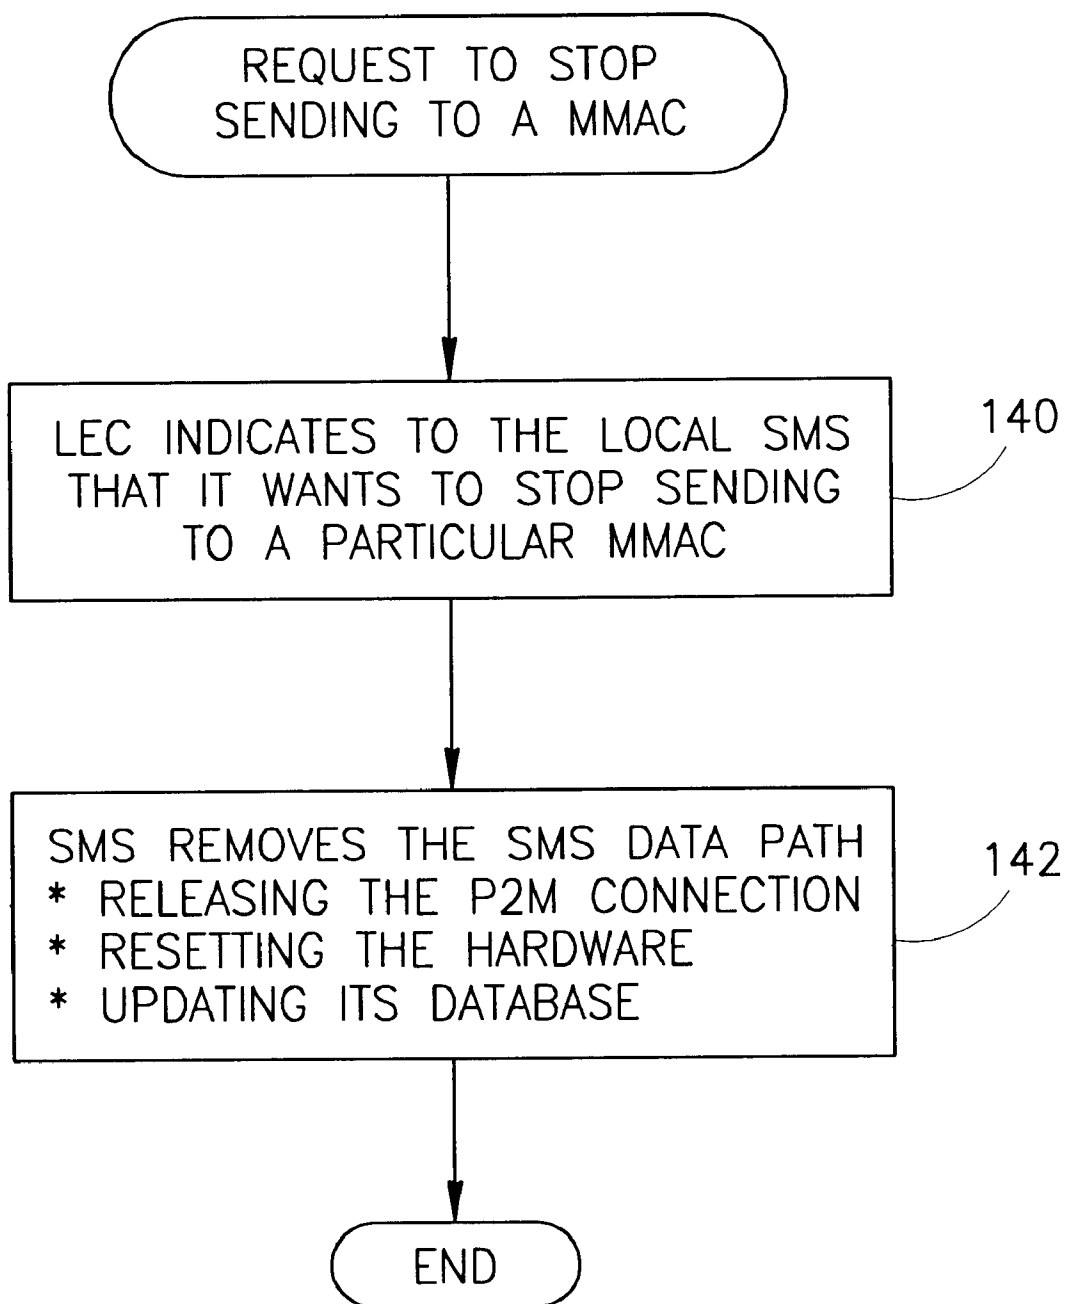 REQUEST TO STOP
SENDING TO A MMAC
LEC INDICATES TO THE LOCAL SMS
THAT IT WANTS TO STOP SENDING
TO A PARTICULAR MMAC
140
SMS REMOVES THE SMS DATA PATH
* RELEASING THE P2M CONNECTION
* RESETTING THE HARDWARE
* UPDATING ITS DATABASE
142
END